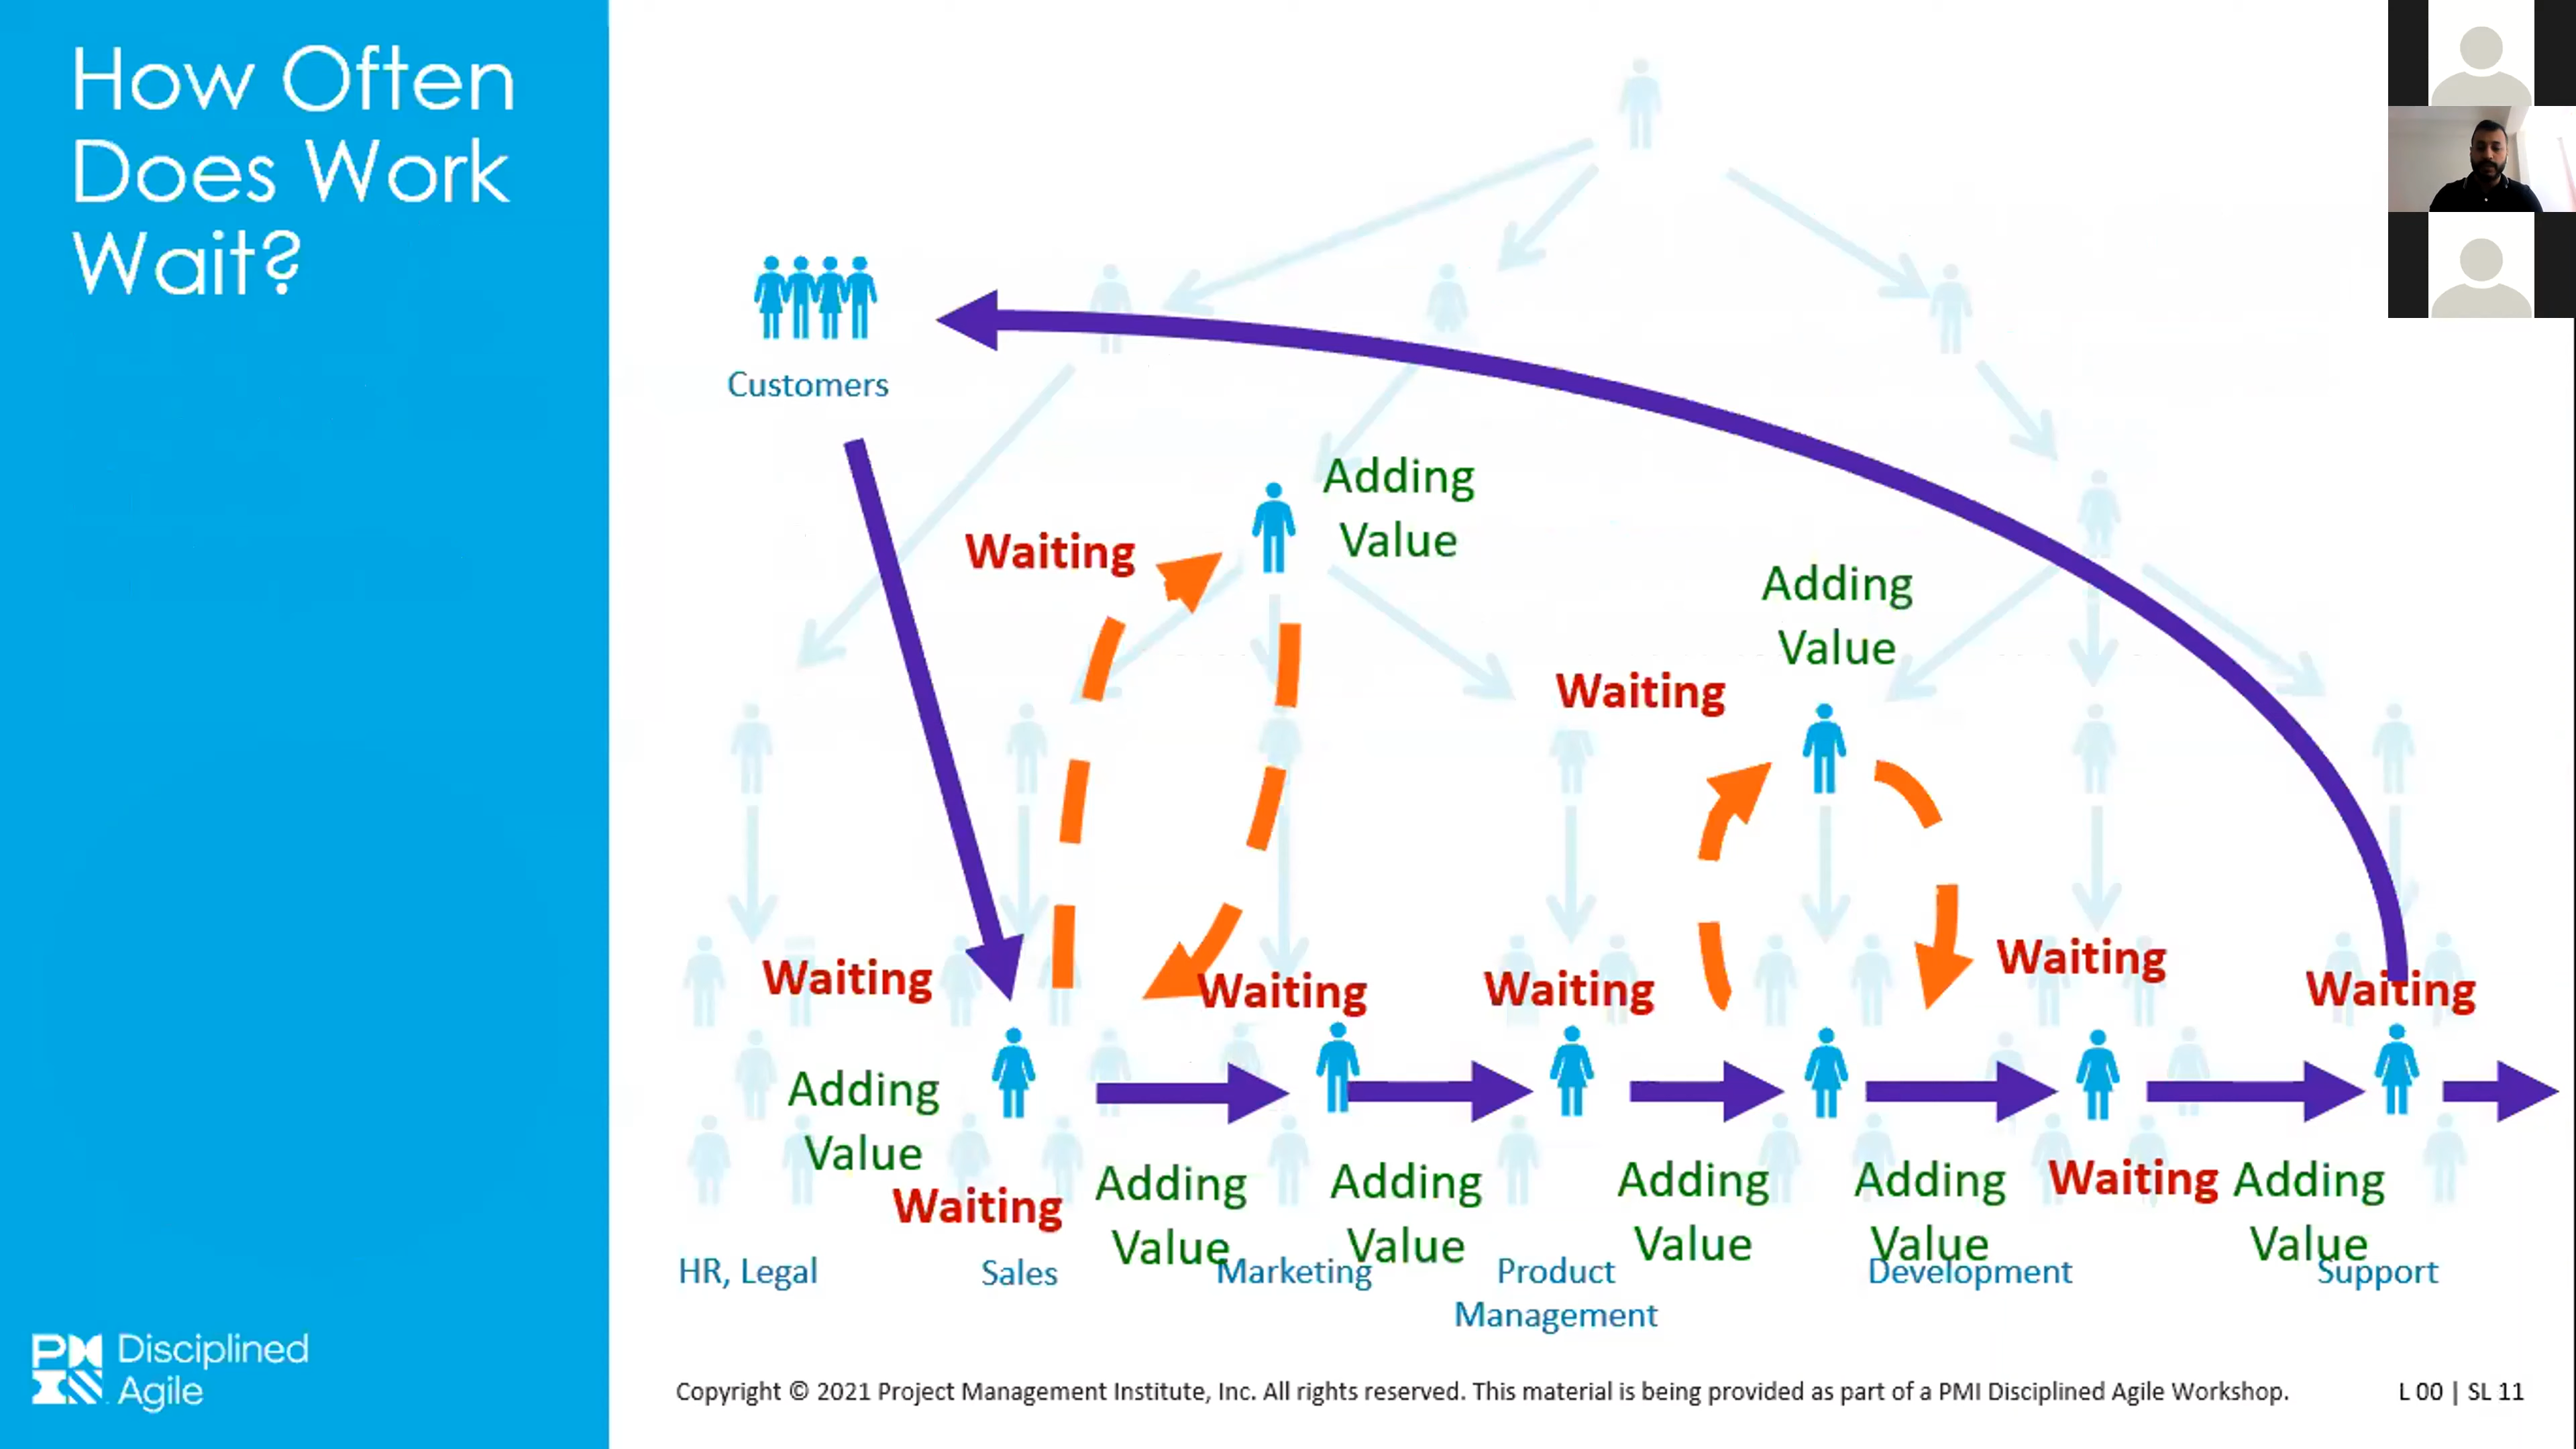 How Often
Does Work
Wait?
Customers
Adding
Value
Waiting
Adding
Value
Waiting
Waiting
Waiting
Waiting
Waiting
Waiting
Adding
Value
Waiting
Adding
Value
Adding
Value
Adding
Value
Adding
Value
Waiting
Adding
Value
HR, Legal
Sales
Marketing
Product
Management
Development
Support
PMI
Disciplined
Agile
Copyright © 2021 Project Management Institute, Inc. All rights reserved. This material is being provided as part of a PMI Disciplined Agile Workshop.
L 00 | SL 11